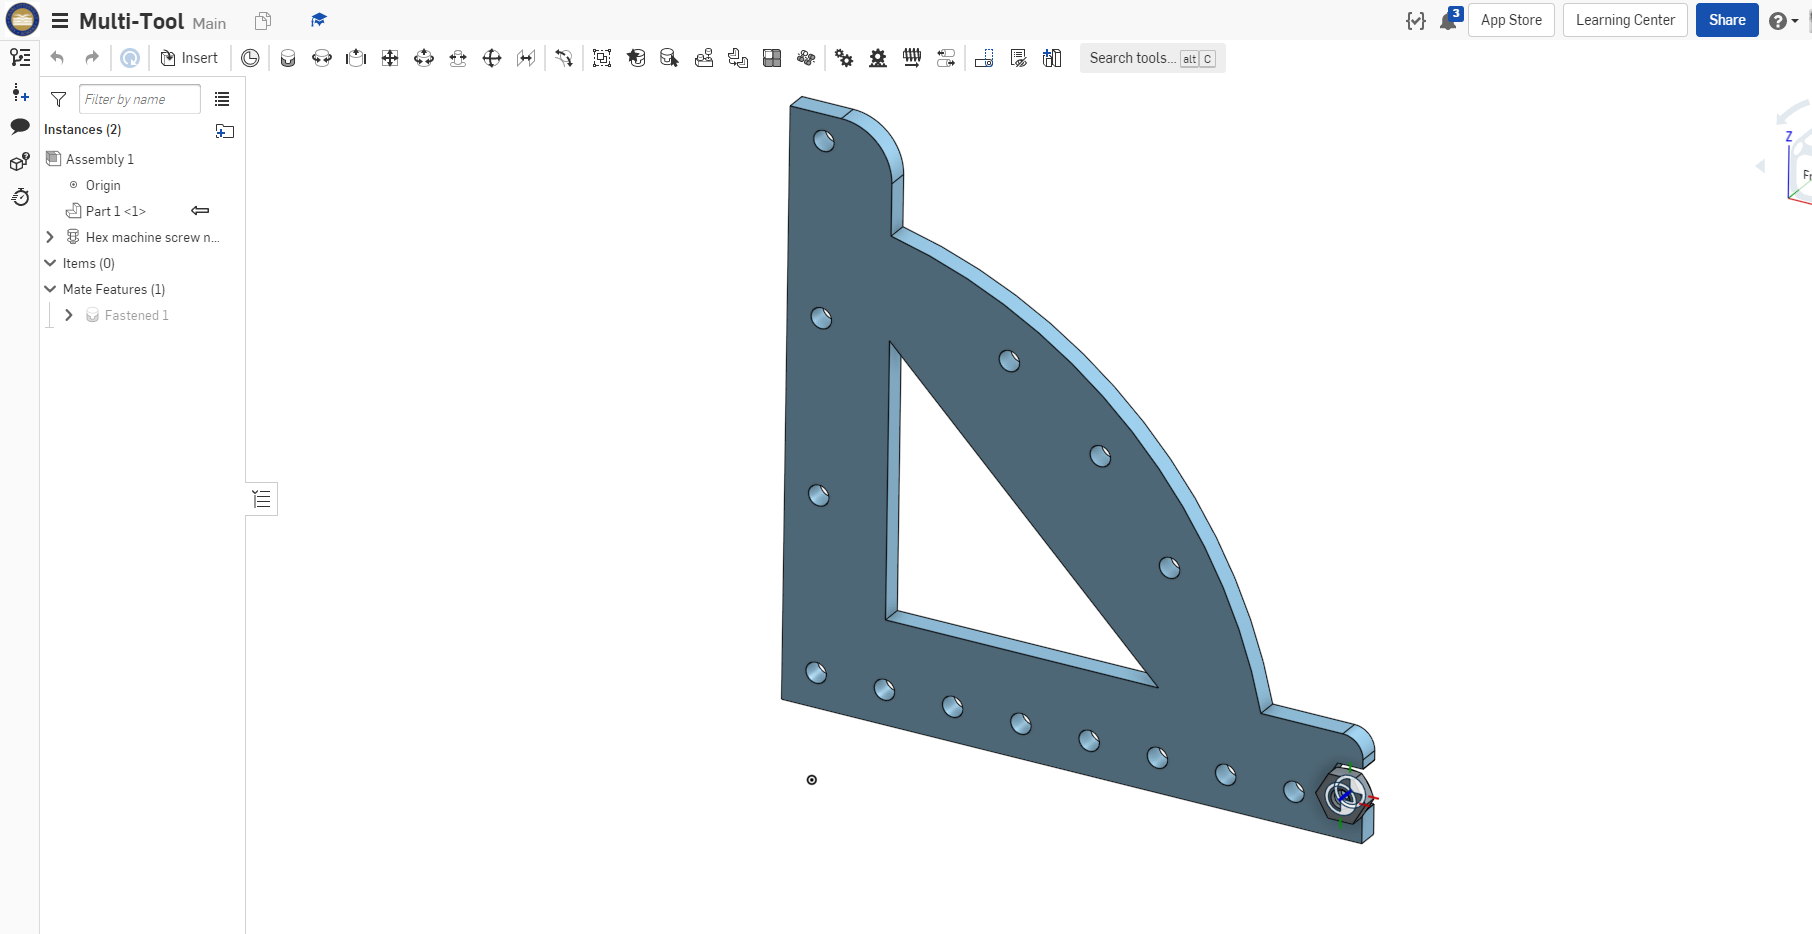 Multi-Tool Main
3
App Store
Learning Center
Share
Insert
Search tools... alt C
Filter by name
Instances (2)
Assembly 1
Origin
Part 1 <1>
Hex machine screw n...
Items (0)
Mate Features (1)
Fastened 1
Z
Fr